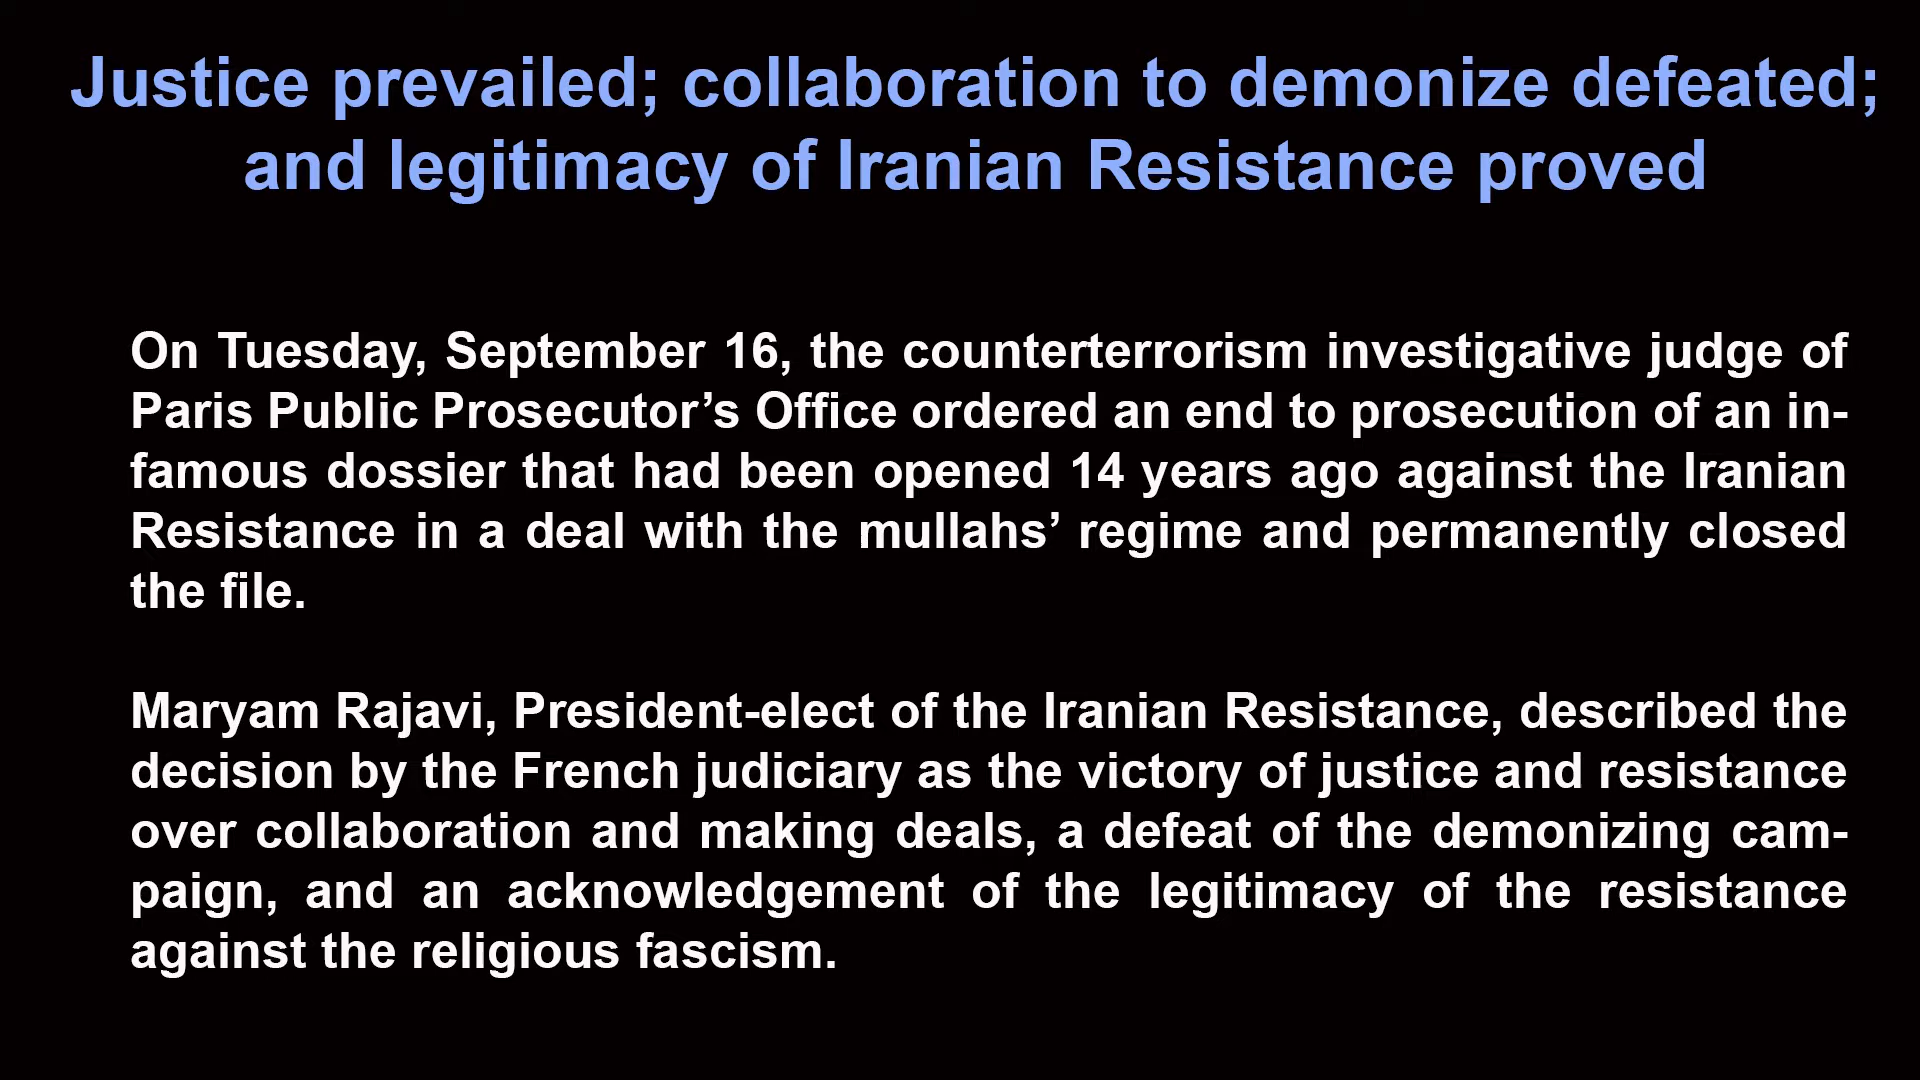 Justice prevailed; collaboration to demonize defeated;
and legitimacy of Iranian Resistance proved
On Tuesday, September 16, the counterterrorism investigative judge of
Paris Public Prosecutor’s Office ordered an end to prosecution of an in-
famous dossier that had been opened 14 years ago against the Iranian
Resistance in a deal with the mullahs’ regime and permanently closed
the file.
Maryam Rajavi, President-elect of the Iranian Resistance, described the
decision by the French judiciary as the victory of justice and resistance
over collaboration and making deals, a defeat of the demonizing cam-
paign, and an acknowledgement of the legitimacy of the resistance
against the religious fascism.